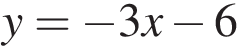 y = −3x − 6